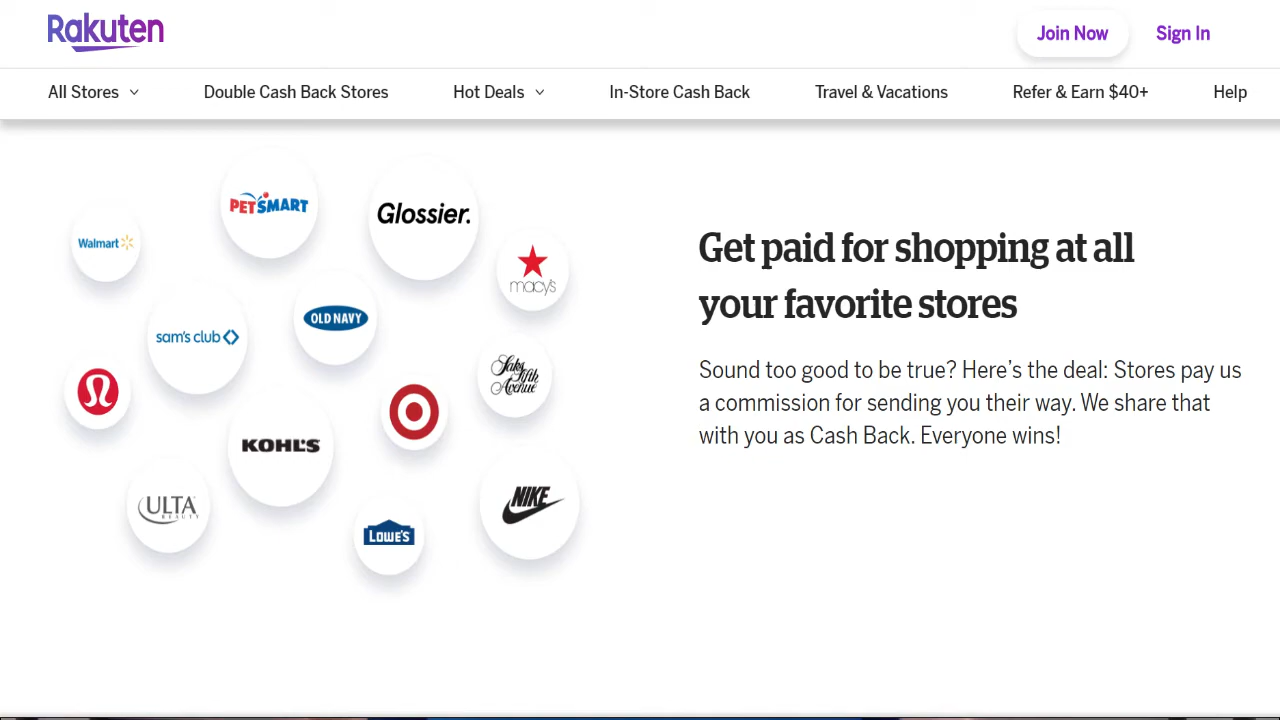 Rakuten
Join Now
Sign In
All Stores
Double Cash Back Stores
Hot Deals
In-Store Cash Back
Travel & Vacations
Refer & Earn $40+
Help
PETSMART
Glossier.
Walmart
macy's
OLD NAVY
sam's club
Saks Fifth Avenue
KOHL'S
ULTA
BEAUTY
NIKE
LOWE'S
Get paid for shopping at all
your favorite stores
Sound too good to be true? Here’s the deal: Stores pay us
a commission for sending you their way. We share that
with you as Cash Back. Everyone wins!